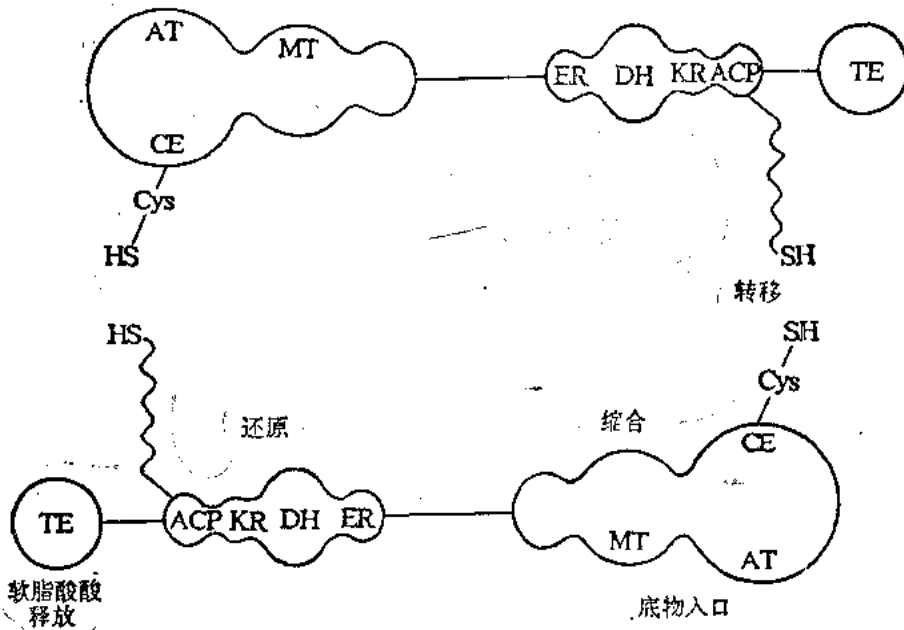 AT
MT
ER DH KR ACP
TE
CE
Cys
HS
SH
转移
HS
SH
Cys
还原
缩合
CE
TE
ACP KR DH ER
MT
AT
软脂酸酸
释放
底物入口